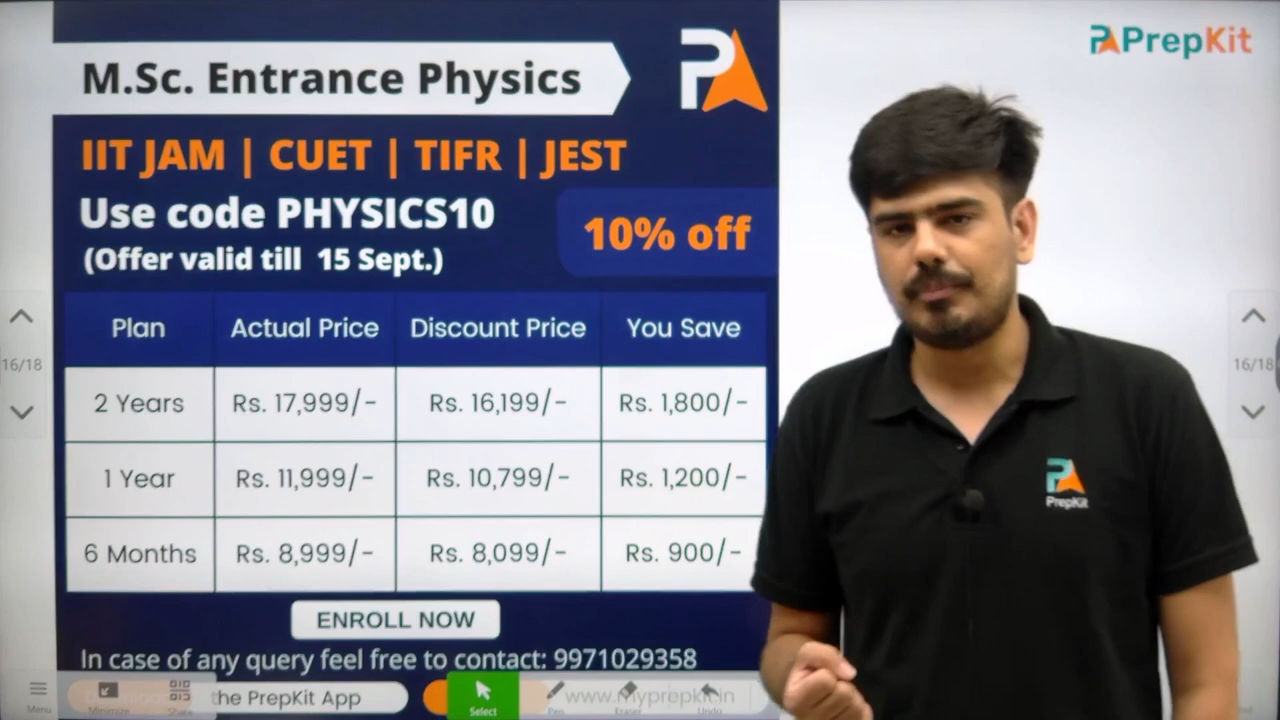 M.Sc. Entrance Physics
PrepKit
IIT JAM | CUET | TIFR | JEST
Use code PHYSICS10
10% off
(Offer valid till 15 Sept.)
Plan Actual Price Discount Price You Save
2 Years Rs. 17,999/- Rs. 16,199/- Rs. 1,800/-
1 Year Rs. 11,999/- Rs. 10,799/- Rs. 1,200/-
6 Months Rs. 8,999/- Rs. 8,099/- Rs. 900/-
16/18
16/18
PrepKit
ENROLL NOW
In case of any query feel free to contact: 9971029358
the PrepKit App
www.myprepkit.in
Menu Minimize Share Select Pen Eraser Undo